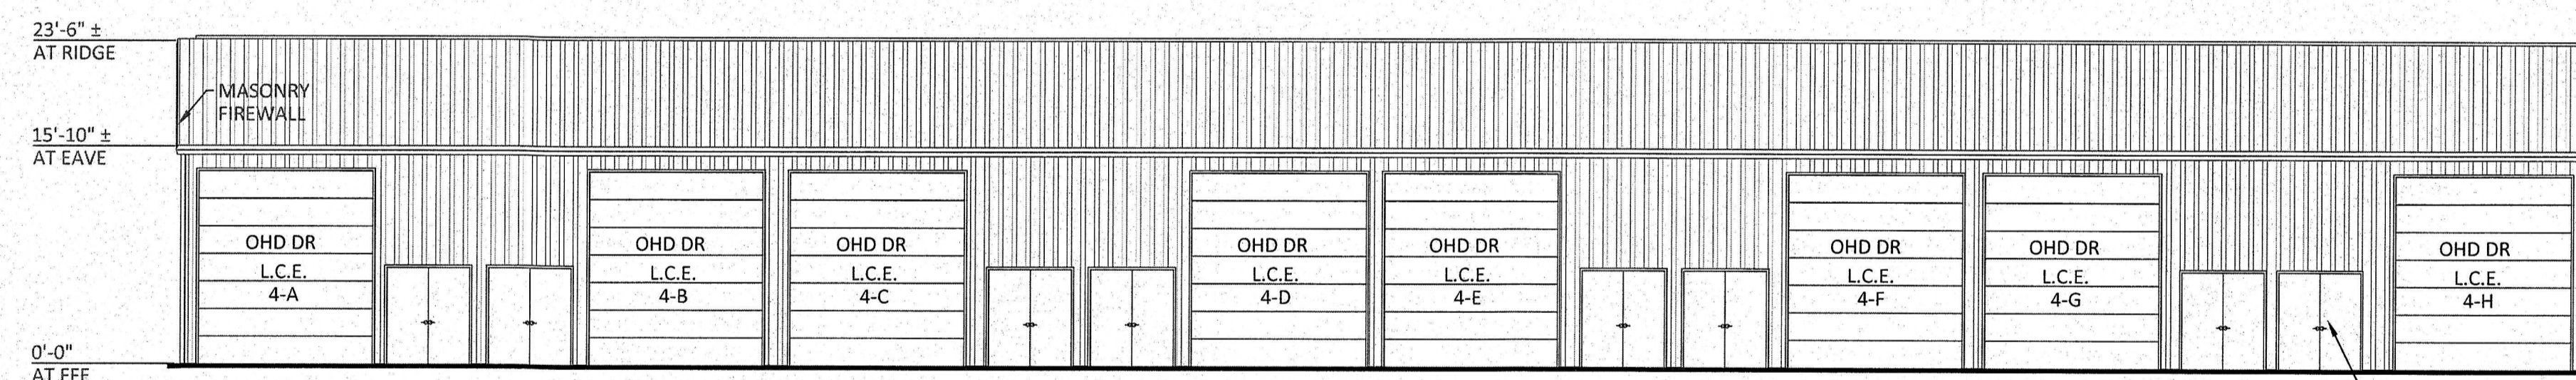 23'-6" ±
AT RIDGE
MASONRY
FIREWALL
15'-10" ±
AT EAVE
OHD DR
L.C.E.
4-A
OHD DR
L.C.E.
4-B
OHD DR
L.C.E.
4-C
OHD DR
L.C.E.
4-D
OHD DR
L.C.E.
4-E
OHD DR
L.C.E.
4-F
OHD DR
L.C.E.
4-G
OHD DR
L.C.E.
4-H
0'-0"
AT FFE